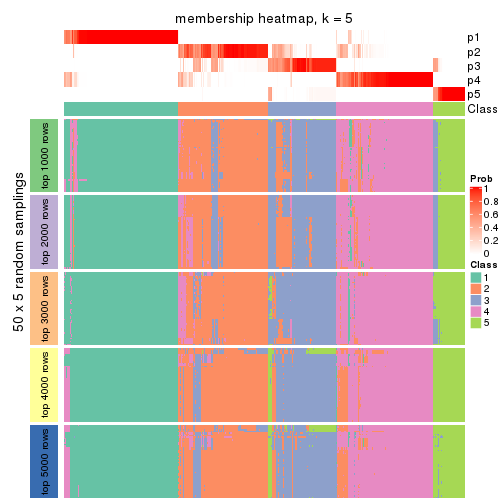 membership heatmap, k = 5
p1
p2
p3
p4
p5
Class
50 x 5 random samplings
top 1000 rows
top 2000 rows
top 3000 rows
top 4000 rows
top 5000 rows
Prob
1
0.8
0.6
0.4
0.2
0
Class
1
2
3
4
5